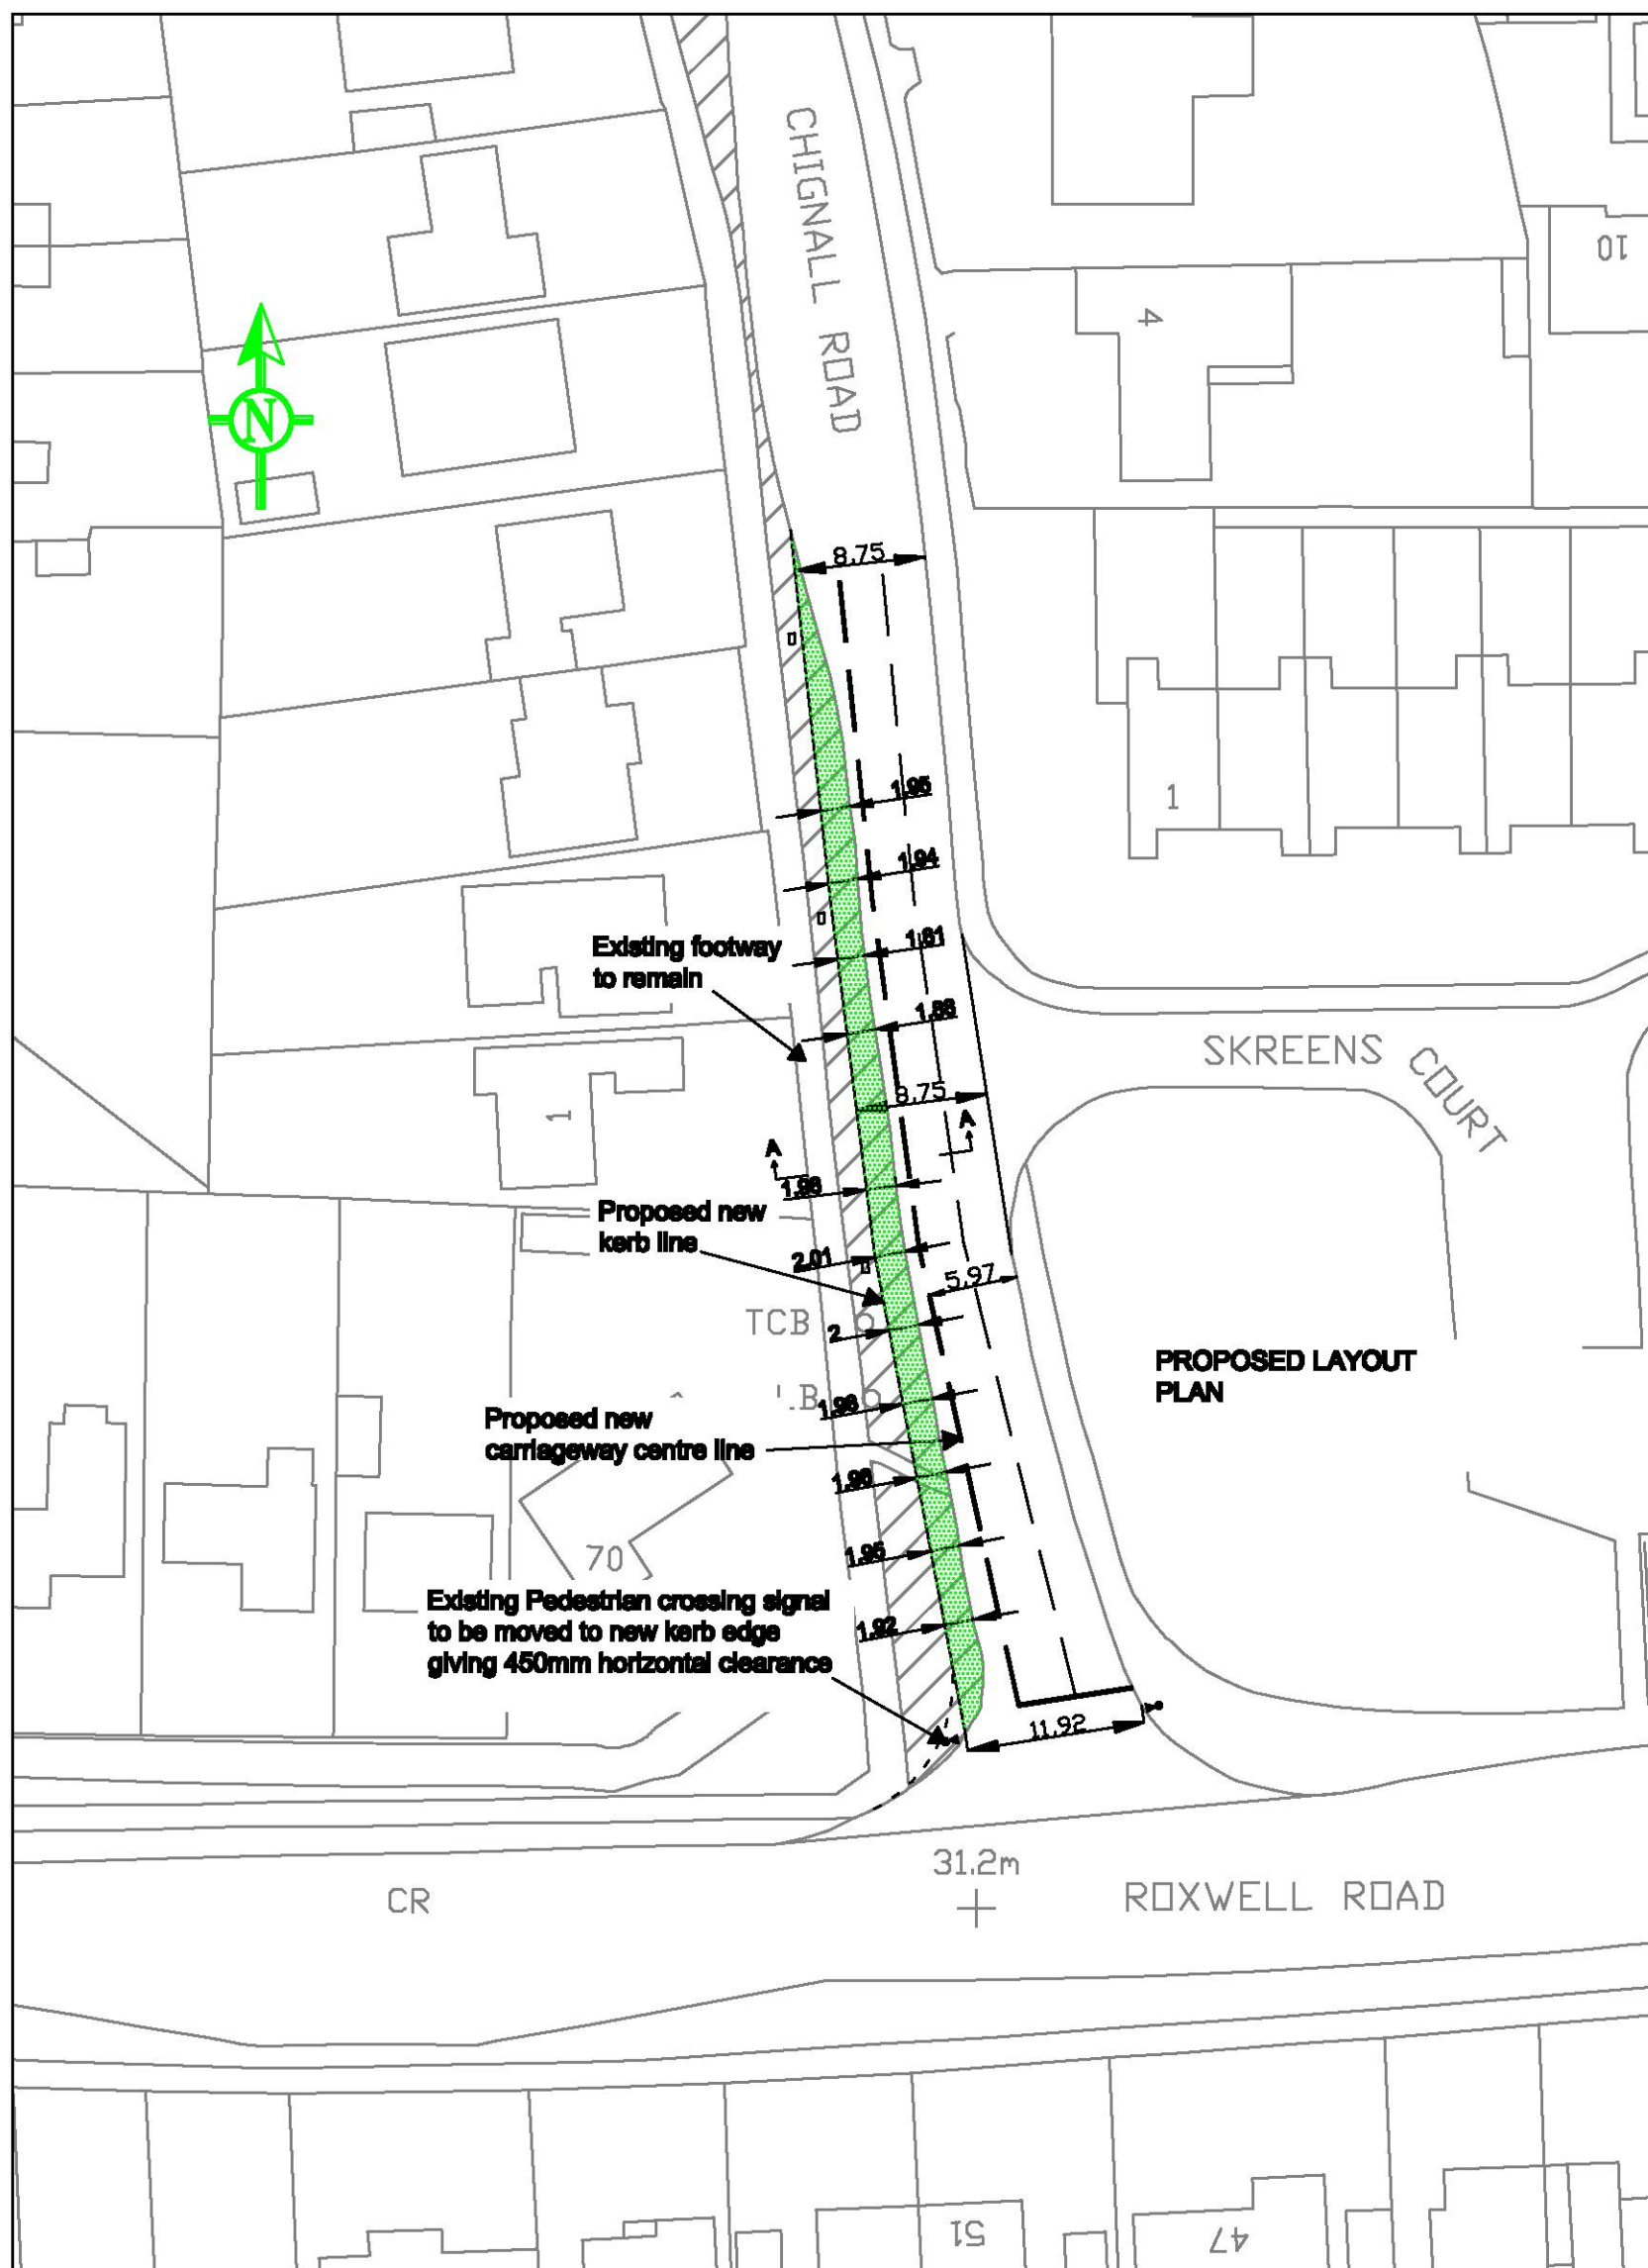 CHIGNALL ROAD
10
4
N
8.75
1.95
1
1.94
Existing footway
to remain
1.81
1.86
SKREENS COURT
8.75
1
A
A
1.98
Proposed new
kerb line
2.01
5.97
TCB
2
PROPOSED LAYOUT
PLAN
.B
1.98
Proposed new
carriageway centre line
1.98
1.95
70
Existing Pedestrian crossing signal
to be moved to new kerb edge
giving 450mm horizontal clearance
1.92
11.92
31.2m
CR
ROXWELL ROAD
51
47